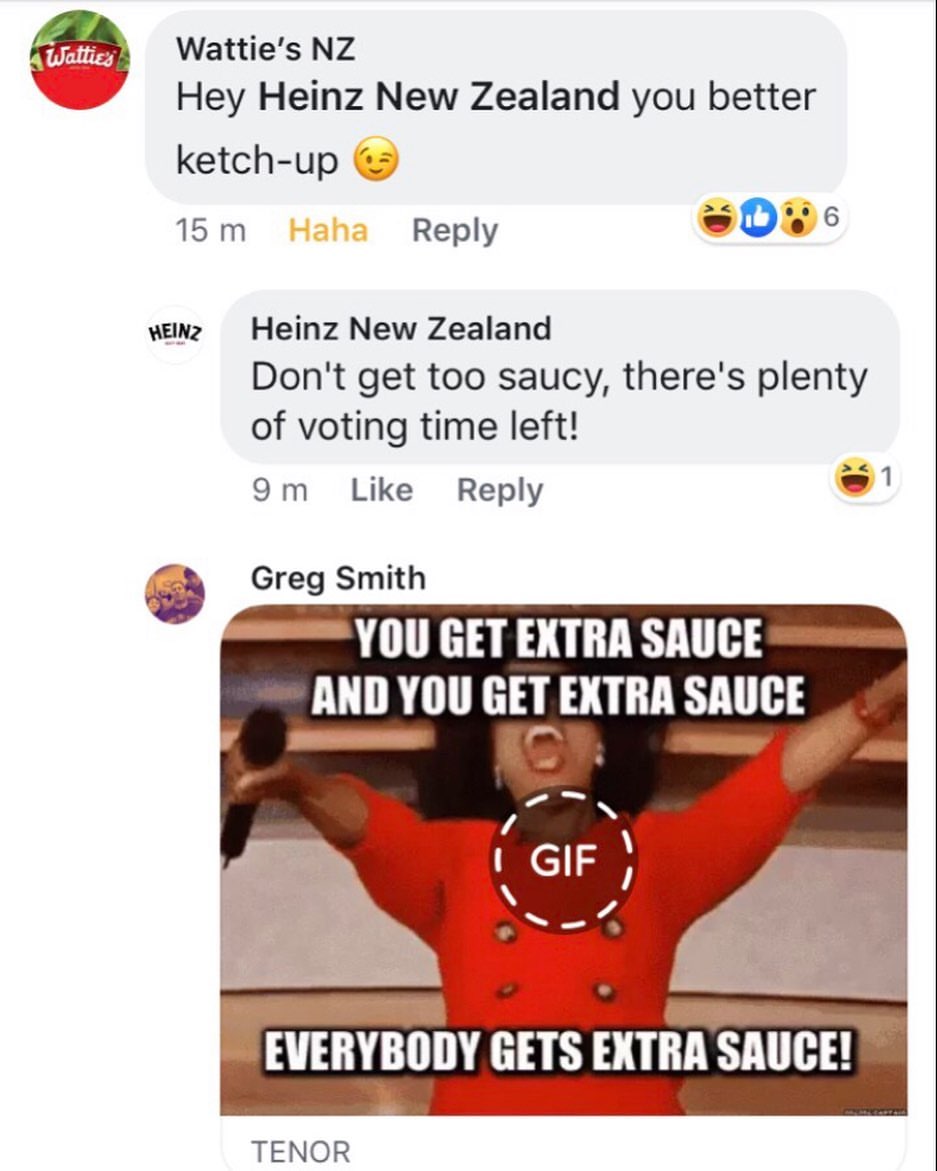 Wattie's
Wattie's NZ
Hey Heinz New Zealand you better
ketch-up 😉
15 m Haha Reply
6
HEINZ
Heinz New Zealand
Don't get too saucy, there's plenty
of voting time left!
9 m Like Reply
1
Greg Smith
YOU GET EXTRA SAUCE
AND YOU GET EXTRA SAUCE
GIF
EVERYBODY GETS EXTRA SAUCE!
TENOR